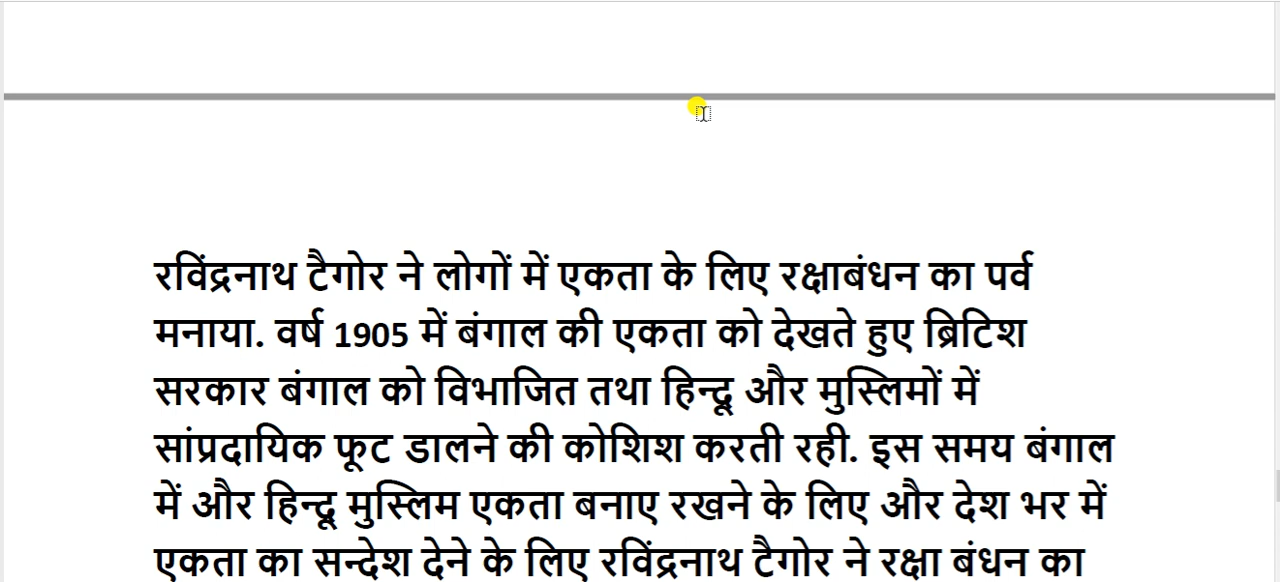 रविंद्रनाथ टैगोर ने लोगों में एकता के लिए रक्षाबंधन का पर्व
मनाया. वर्ष 1905 में बंगाल की एकता को देखते हुए ब्रिटिश
सरकार बंगाल को विभाजित तथा हिन्दू और मुस्लिमों में
सांप्रदायिक फूट डालने की कोशिश करती रही. इस समय बंगाल
में और हिन्दू मुस्लिम एकता बनाए रखने के लिए और देश भर में
एकता का सन्देश देने के लिए रविंद्रनाथ टैगोर ने रक्षा बंधन का